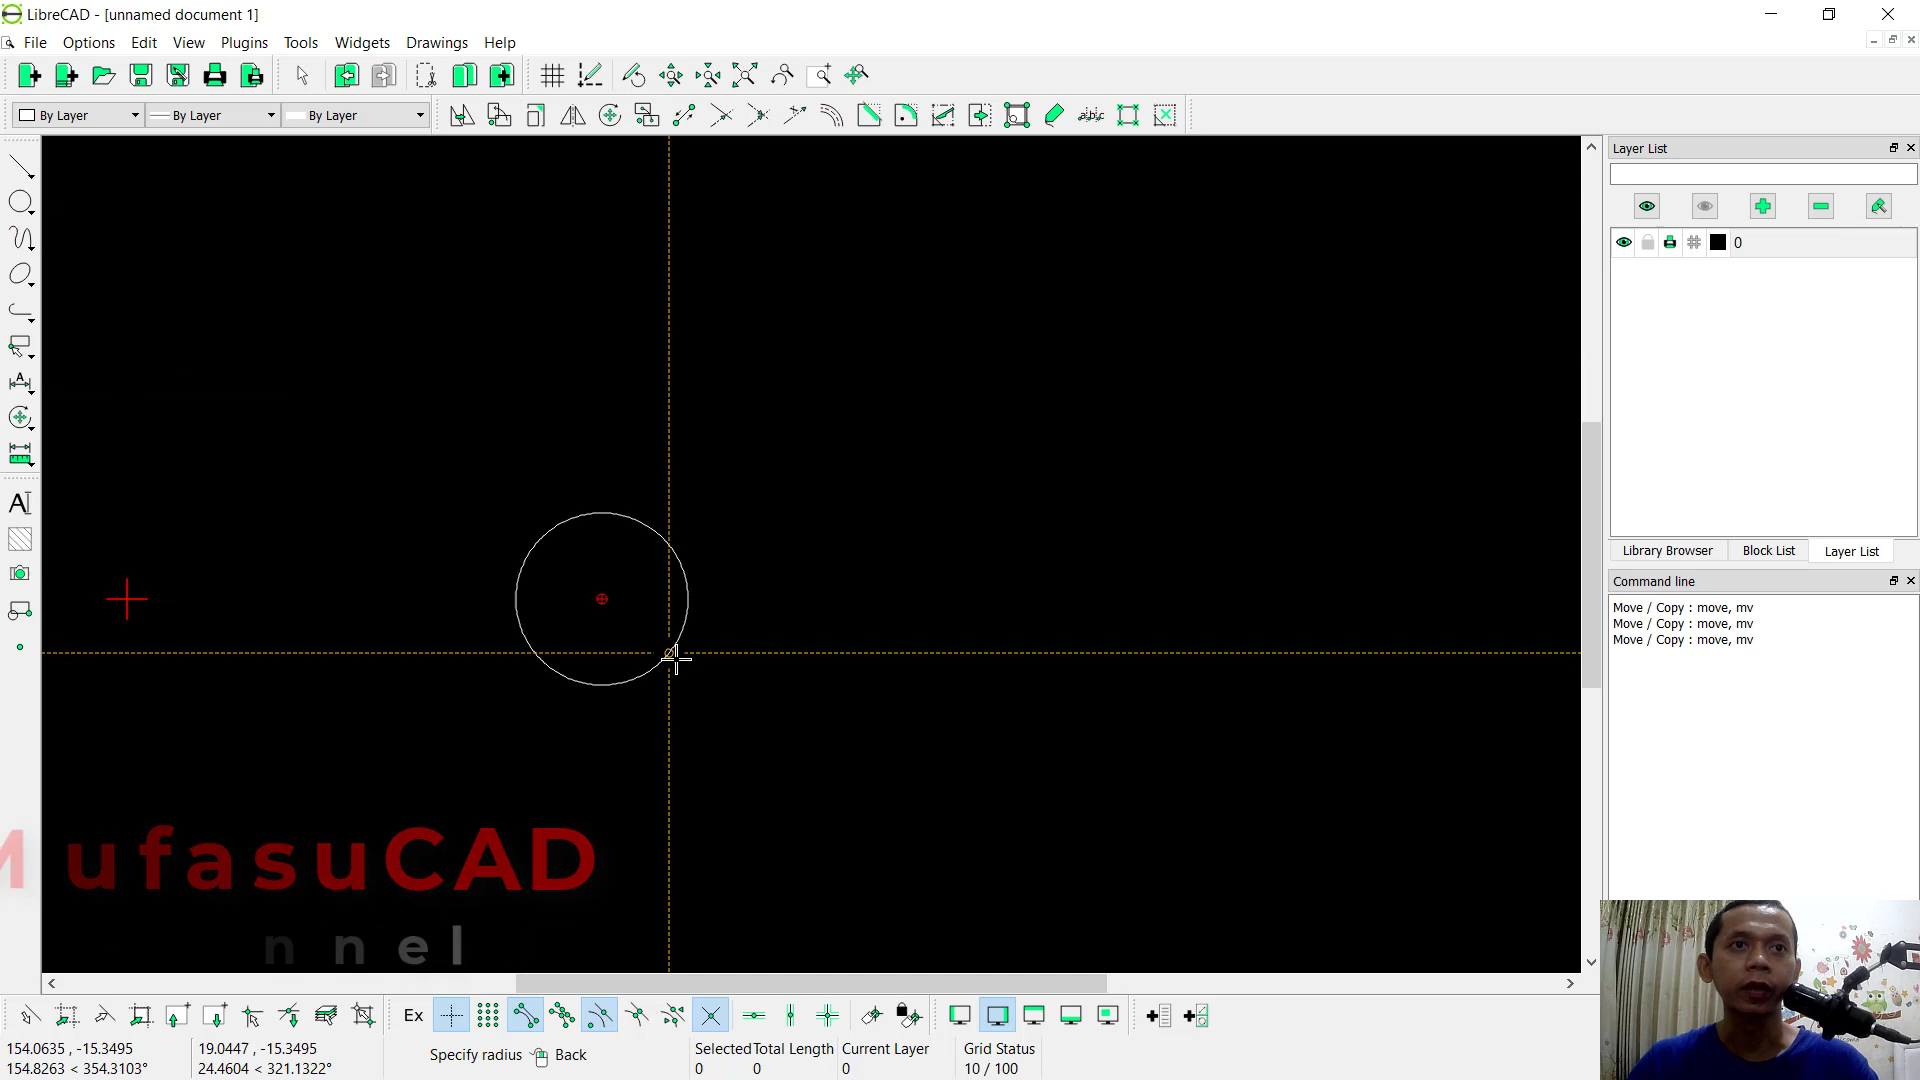 LibreCAD - [unnamed document 1]
File Options Edit View Plugins Tools Widgets Drawings Help
By Layer By Layer By Layer
Layer List
0
Library Browser Block List Layer List
Command line
Move / Copy : move, mv
Move / Copy : move, mv
Move / Copy : move, mv
MufasuCAD
nnel
Ex
154.0635 , -15.3495 19.0447 , -15.3495 Specify radius Back Selected Total Length Current Layer Grid Status
154.8263 < 354.3103° 24.4604 < 321.1322° 0 0 0 10 / 100